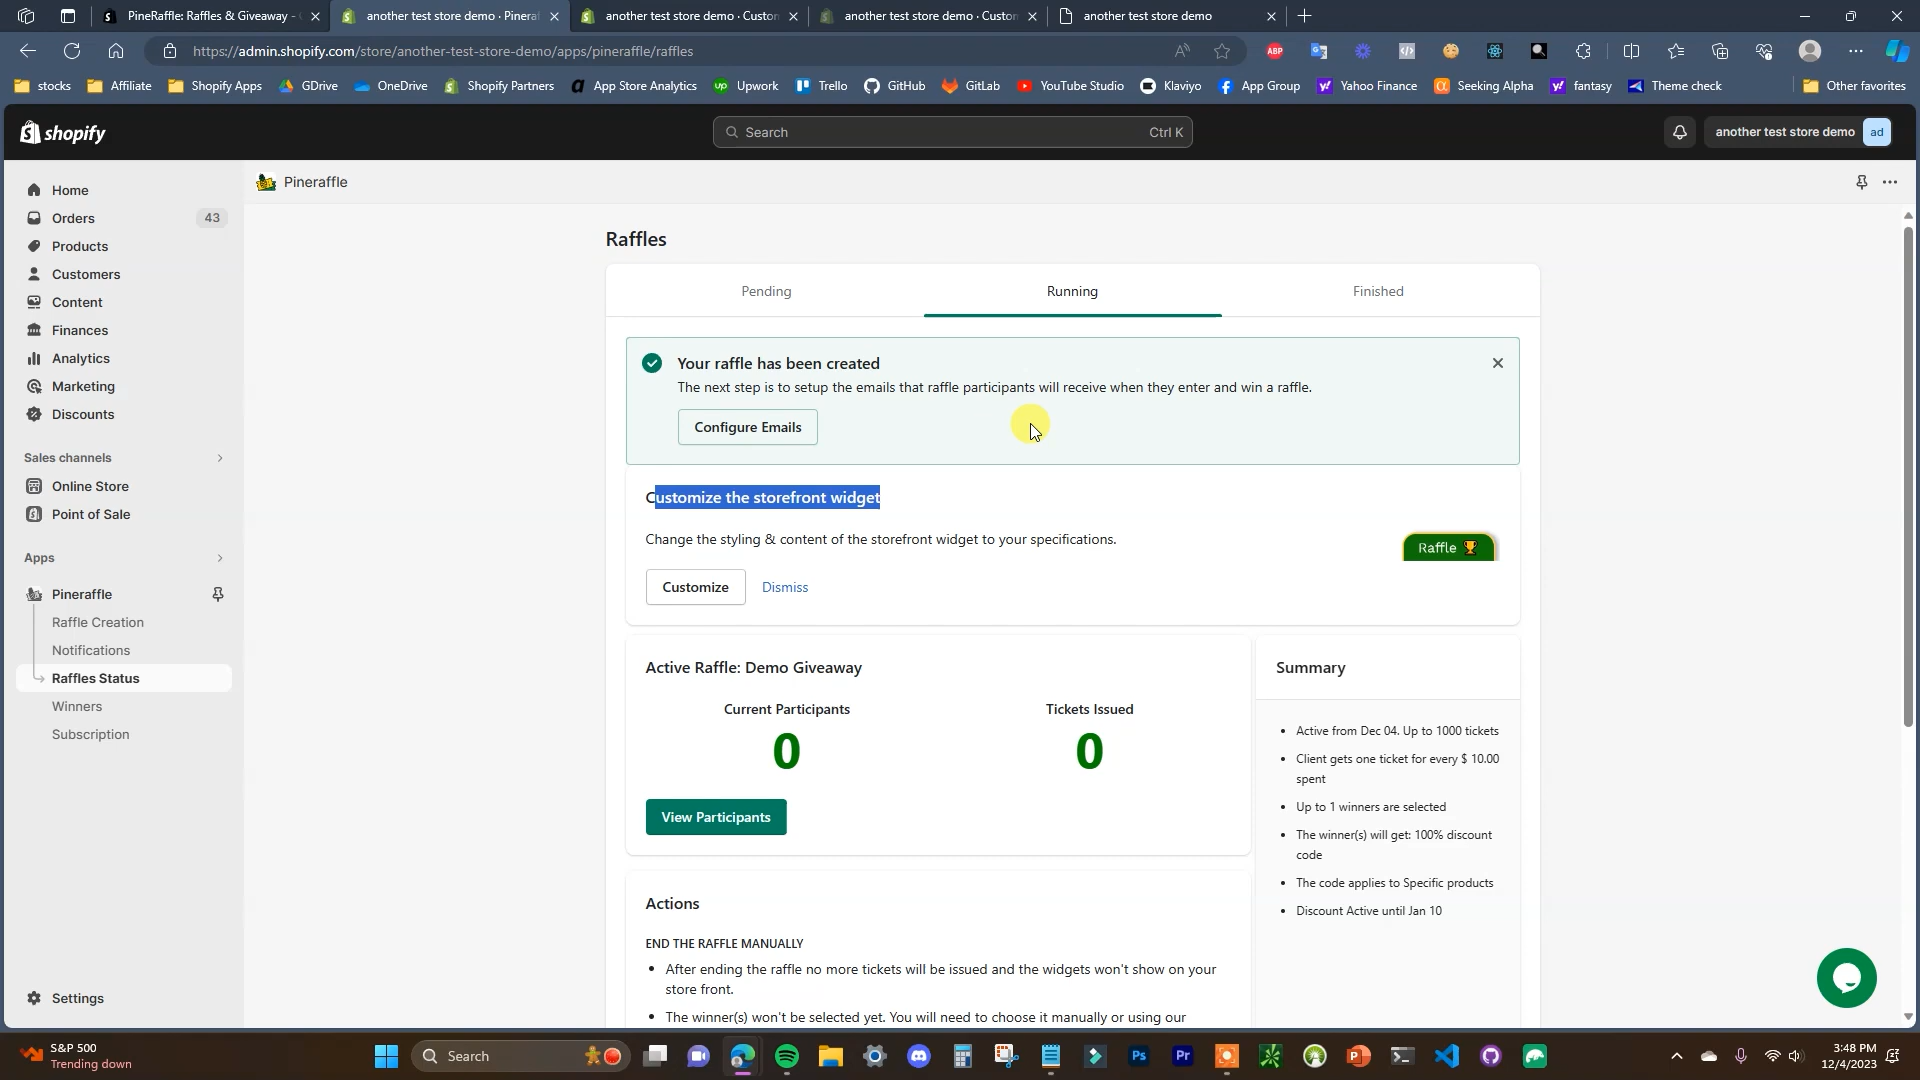 PineRaffle: Raffles & Giveaway -
another test store demo · Pineraf
another test store demo · Custon
another test store demo · Custon
another test store demo
https://admin.shopify.com/store/another-test-store-demo/apps/pineraffle/raffles
stocks
Affiliate
Shopify Apps
GDrive
OneDrive
Shopify Partners
App Store Analytics
Upwork
Trello
GitHub
GitLab
YouTube Studio
Klaviyo
App Group
Yahoo Finance
Seeking Alpha
fantasy
Theme check
Other favorites
shopify
Search
Ctrl K
another test store demo
ad
Home
Orders
43
Products
Customers
Content
Finances
Analytics
Marketing
Discounts
Sales channels
Online Store
Point of Sale
Apps
Pineraffle
Raffle Creation
Notifications
Raffles Status
Winners
Subscription
Settings
Pineraffle
Raffles
Pending
Running
Finished
Your raffle has been created
The next step is to setup the emails that raffle participants will receive when they enter and win a raffle.
Configure Emails
Customize the storefront widget
Change the styling & content of the storefront widget to your specifications.
Raffle
Customize
Dismiss
Active Raffle: Demo Giveaway
Current Participants
0
Tickets Issued
0
View Participants
Summary
Active from Dec 04. Up to 1000 tickets
Client gets one ticket for every $ 10.00
spent
Up to 1 winners are selected
The winner(s) will get: 100% discount
code
The code applies to Specific products
Discount Active until Jan 10
Actions
END THE RAFFLE MANUALLY
After ending the raffle no more tickets will be issued and the widgets won't show on your
store front.
The winner(s) won't be selected yet. You will need to choose it manually or using our
S&P 500
Trending down
Search
3:48 PM
12/4/2023